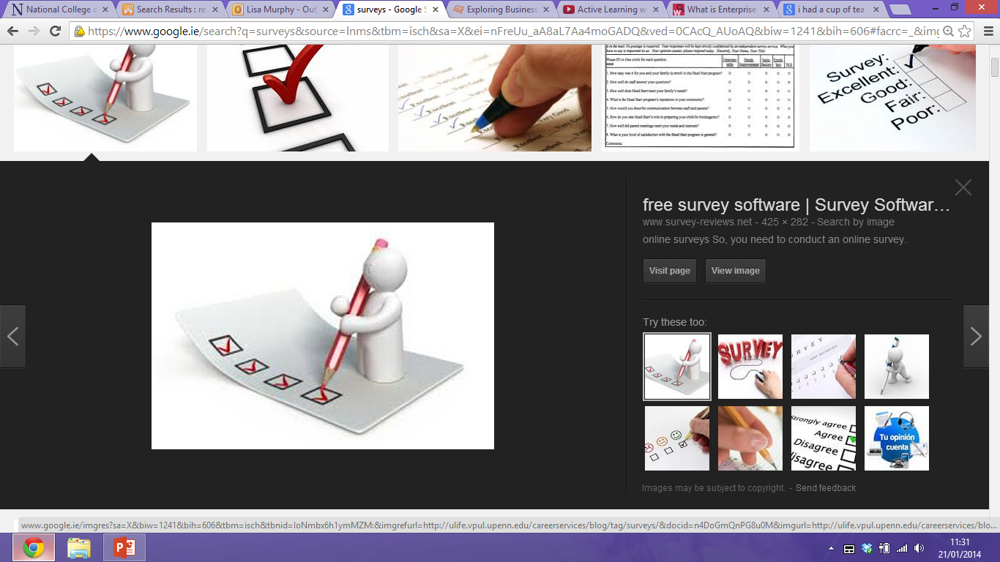 National College o
Search Results : re
Lisa Murphy - Out
surveys - Google S
Exploring Business
Active Learning w
What is Enterprise
i had a cup of tea
https://www.google.ie/search?q=surveys&source=lnms&tbm=isch&sa=X&ei=nFreUu_aA8aL7Aa4moGADQ&ved=0CAcQ_AUoAQ&biw=1241&bih=606#facrc=_&img
Excellent
Excellent
Very Good
Excellent
Very Good
is in the mail. No postage is required. Your responses will be kept strictly confidential by an independent survey service. What you
have to say is important to us. Your opinion counts; please respond today. Sincerely, Your Name, Your Title
Please fill in One circle for each question.
####
Needs Improvement
N/A
1. How easy was it for you and your family to enroll in the Head Start program?
2. How well do staff answer your questions?
3. How well does Head Start meet your family's needs?
4. What is the Head Start program's reputation in your community?
5. How would you describe communication between staff and parents?
6. How do you rate Head Start's role in preparing your child for kindergarten?
7. How well did parent meetings meet your needs and interests?
8. What is your level of satisfaction with the Head Start program in general?
Comments:
Survey:
Excellent:
Good:
Fair:
Poor:
free survey software | Survey Softwar…
www.survey-reviews.net - 425 × 282 - Search by image
online surveys So, you need to conduct an online survey.
Visit page
View image
Try these too:
SURVEY
SURVEY
Strongly agree
Agree
Disagree
disagree
Tu opinión
cuenta
Images may be subject to copyright. - Send feedback
www.google.ie/imgres?sa=X&biw=1241&bih=606&tbm=isch&tbnid=IoNmbx6h1ymMZM:&imgrefurl=http://ulife.vpul.upenn.edu/careerservices/blog/tag/surveys/&docid=n4DoGmQnPG8u0M&imgurl=http://ulife.vpul.upenn.edu/careerservices/blo...
11:31
21/01/2014